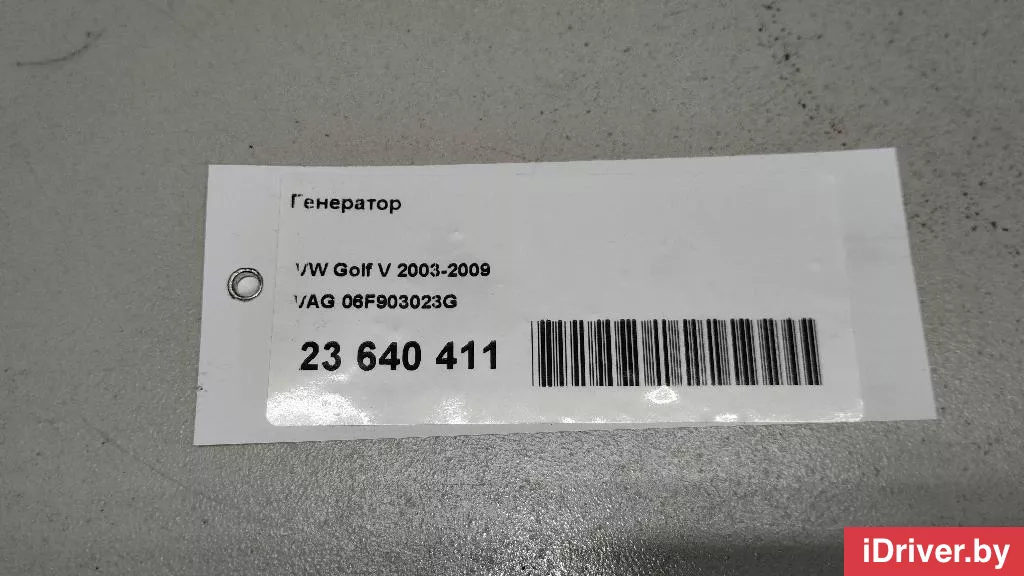 Генератор
VW Golf V 2003-2009
VAG 06F903023G
23 640 411
iDriver.by